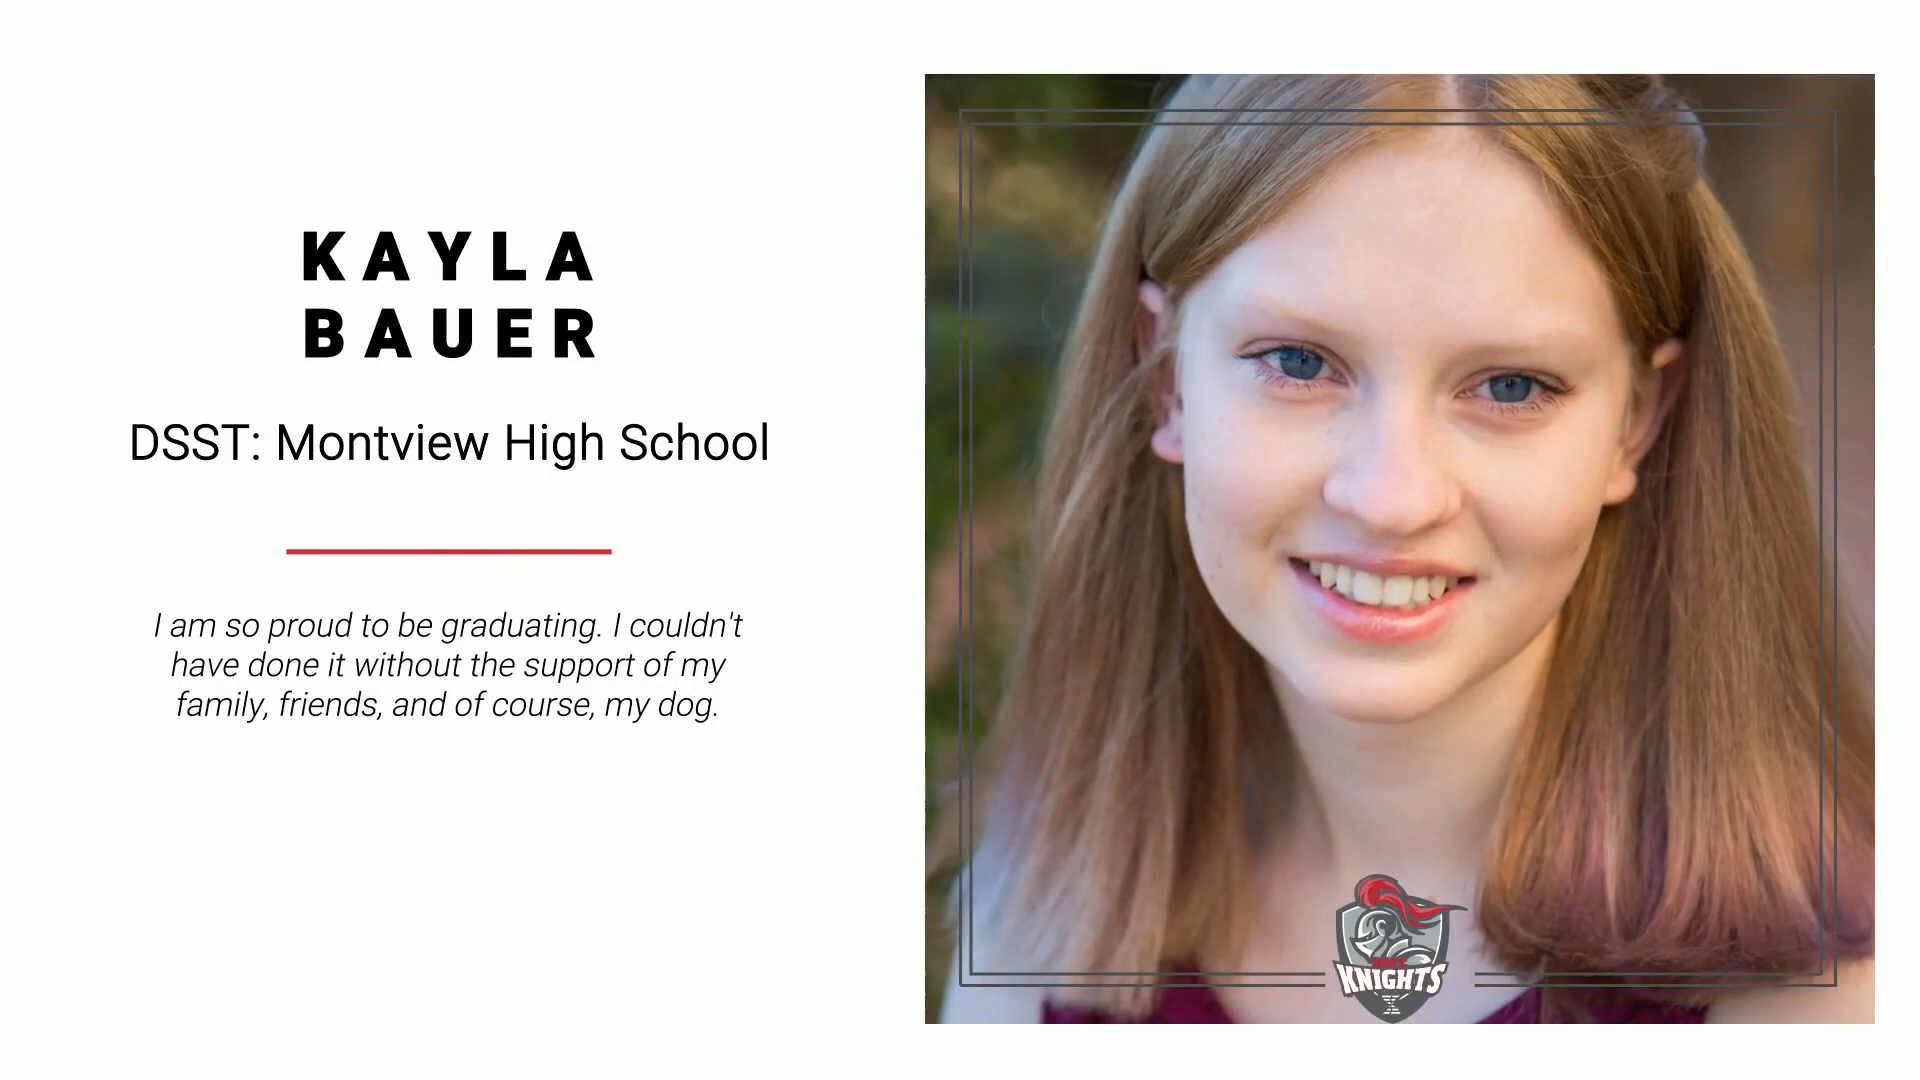 KAYLA
BAUER
DSST: Montview High School
I am so proud to be graduating. I couldn't
have done it without the support of my
family, friends, and of course, my dog.
KNIGHTS